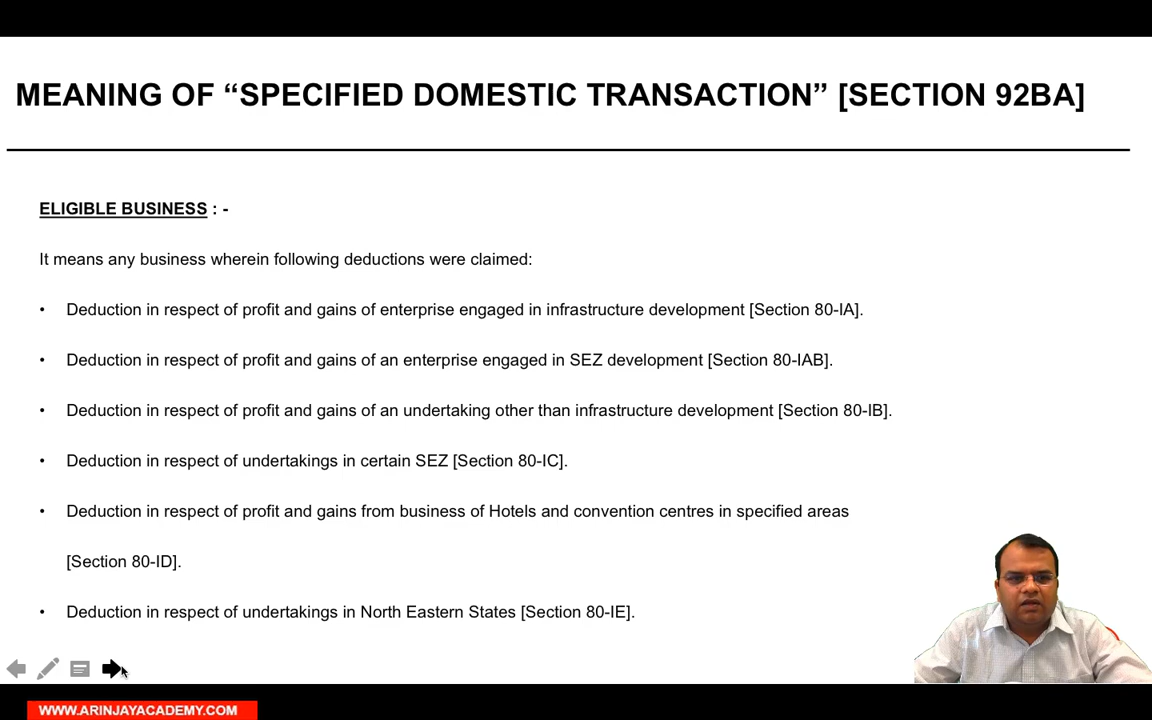 MEANING OF “SPECIFIED DOMESTIC TRANSACTION” [SECTION 92BA]
ELIGIBLE BUSINESS : -
It means any business wherein following deductions were claimed:
• Deduction in respect of profit and gains of enterprise engaged in infrastructure development [Section 80-IA].
• Deduction in respect of profit and gains of an enterprise engaged in SEZ development [Section 80-IAB].
• Deduction in respect of profit and gains of an undertaking other than infrastructure development [Section 80-IB].
• Deduction in respect of undertakings in certain SEZ [Section 80-IC].
• Deduction in respect of profit and gains from business of Hotels and convention centres in specified areas
[Section 80-ID].
• Deduction in respect of undertakings in North Eastern States [Section 80-IE].
WWW.ARINJAYACADEMY.COM